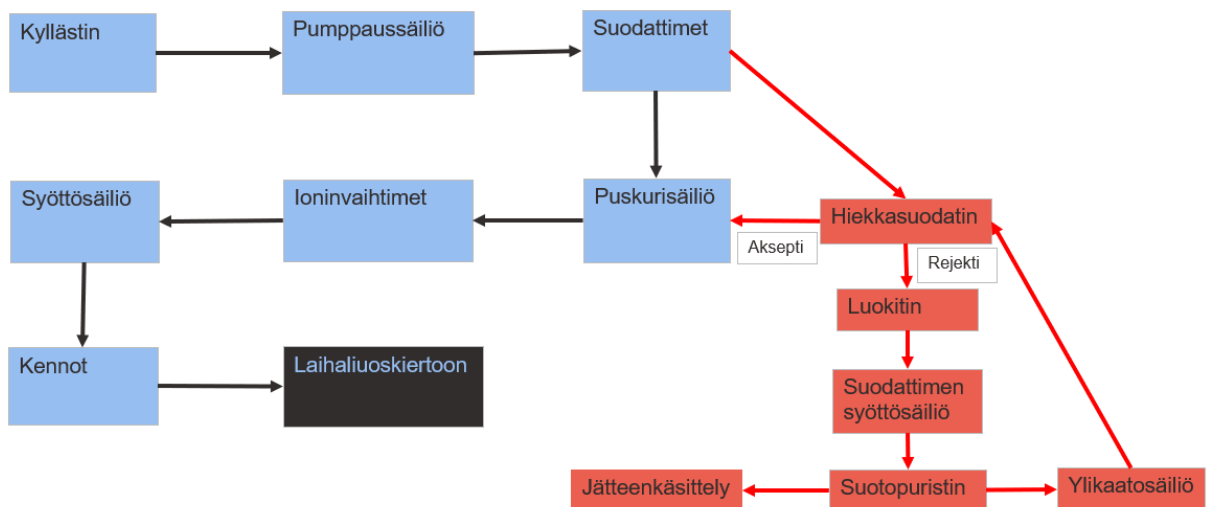 Kyllästin
Pumppaussäiliö
Suodattimet
Syöttösäiliö
Ioninvaihtimet
Puskurisäiliö
Hiekkasuodatin
Aksepti
Rejekti
Luokitin
Kennot
Laihaliuoskiertoon
Suodattimen
syöttösäiliö
Jätteenkäsittely
Suotopuristin
Ylikaatosäiliö